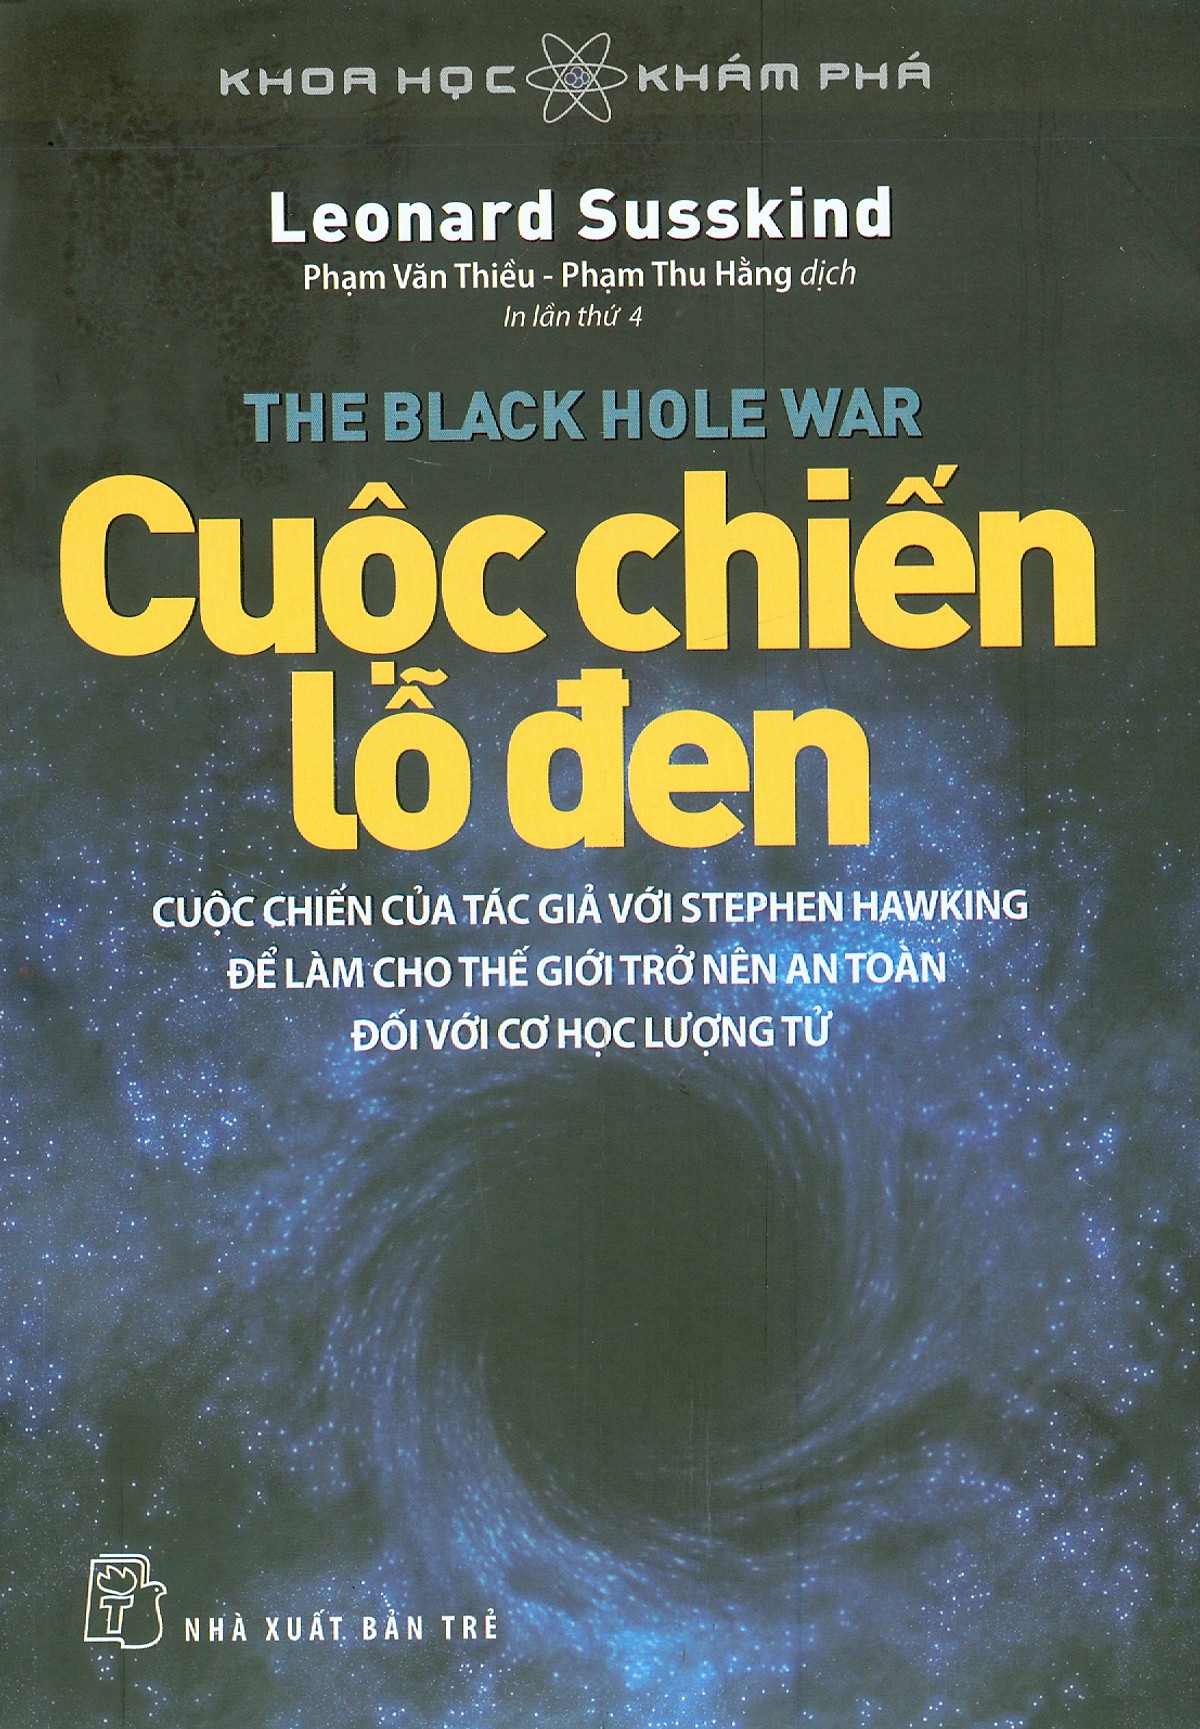 KHOA HỌC KHÁM PHÁ
Leonard Susskind
Phạm Văn Thiều - Phạm Thu Hằng dịch
In lần thứ 4
THE BLACK HOLE WAR
Cuộc chiến
lỗ đen
CUỘC CHIẾN CỦA TÁC GIẢ VỚI STEPHEN HAWKING
ĐỂ LÀM CHO THẾ GIỚI TRỞ NÊN AN TOÀN
ĐỐI VỚI CƠ HỌC LƯỢNG TỬ
T
NHÀ XUẤT BẢN TRẺ